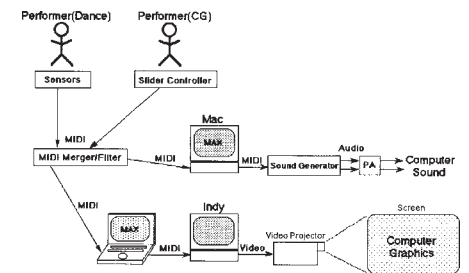 Performer(Dance) Performer(CG)
Sensors Slider Controller
MIDI
Mac
MAX
Audio
MIDI Merger/Filter MIDI MIDI Sound Generator PA Computer
Sound
MIDI
Indy
Screen
MAX MIDI Video Video Projector
Computer
Graphics